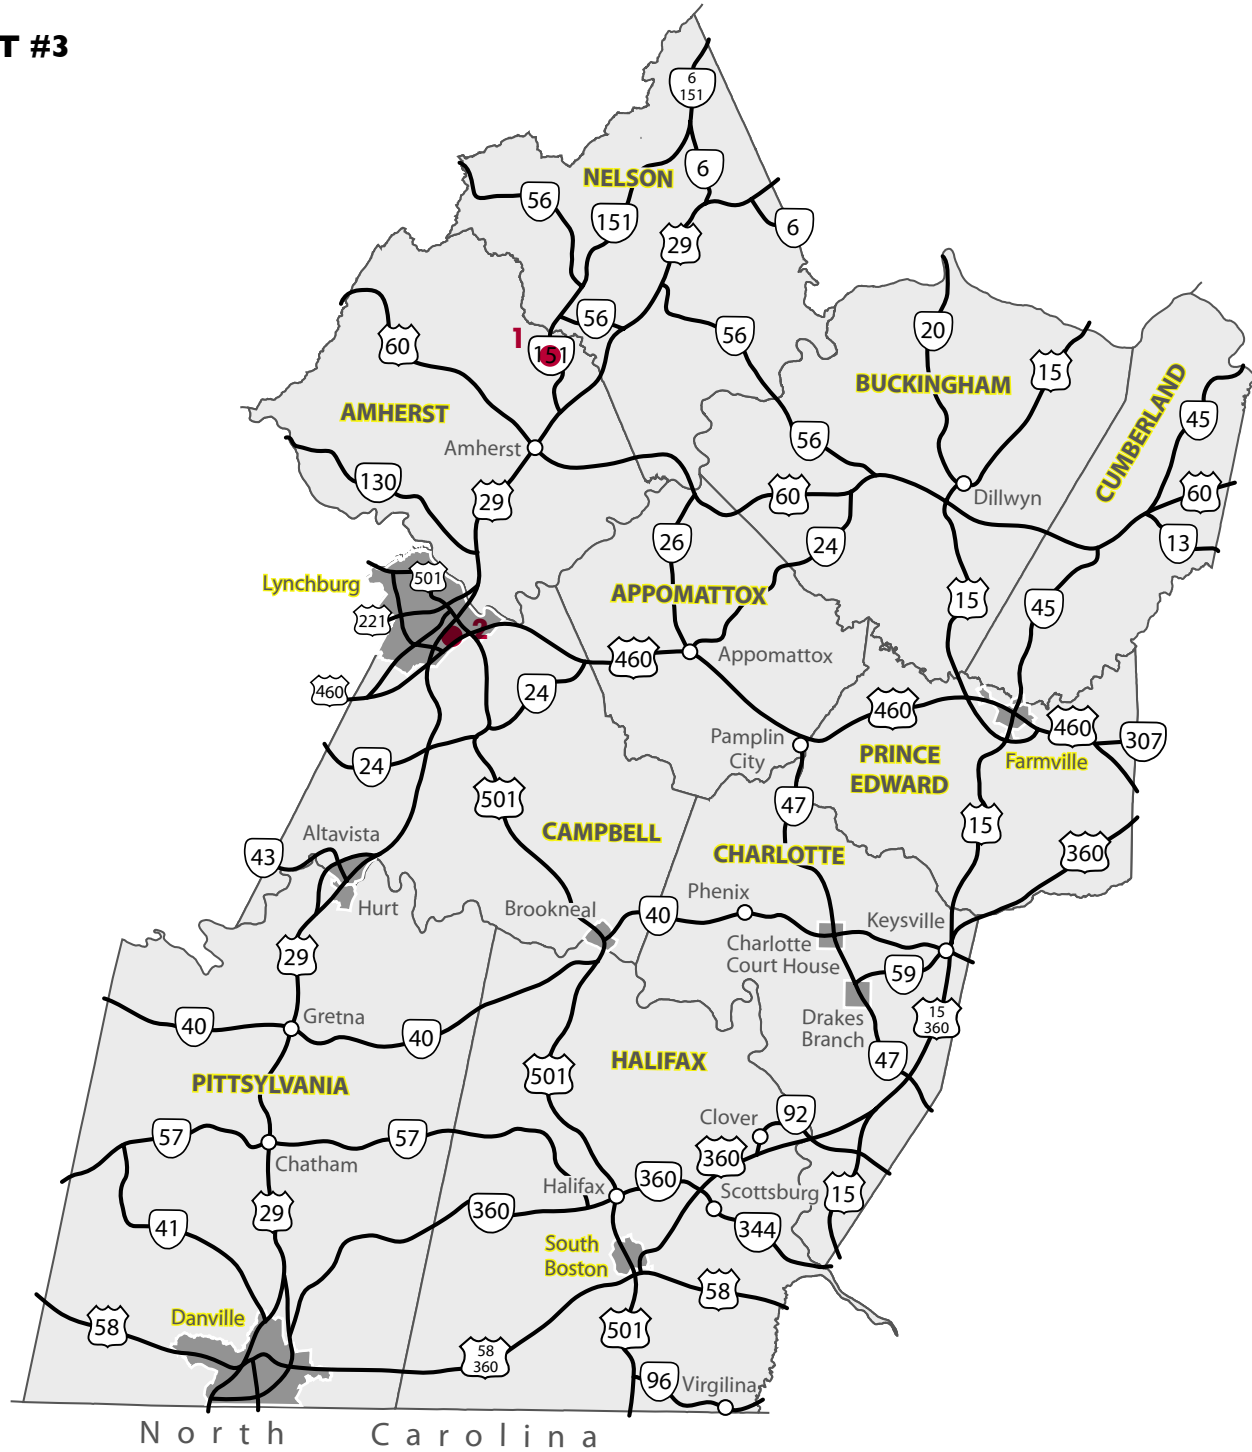 T #3
6
151
NELSON
6
56
151
6
29
56
1
151
60
56
20
15
BUCKINGHAM
CUMBERLAND
AMHERST
45
Amherst
56
130
29
60
60
Dillwyn
26
24
13
Lynchburg
501
APPOMATTOX
15
45
221
2
460
Appomattox
460
24
460
460
307
Pamplin
City
PRINCE
EDWARD
Farmville
24
501
47
15
Altavista
CAMPBELL
CHARLOTTE
360
43
Hurt
Phenix
Brookneal
40
Keysville
29
Charlotte
Court House
59
Gretna
Drakes
Branch
15
360
40
40
HALIFAX
47
501
PITTSYLVANIA
Clover
92
57
57
360
Chatham
Halifax
360
Scottsburg
15
29
360
41
344
South
Boston
58
Danville
58
501
58
360
96
Virgilina
North Carolina